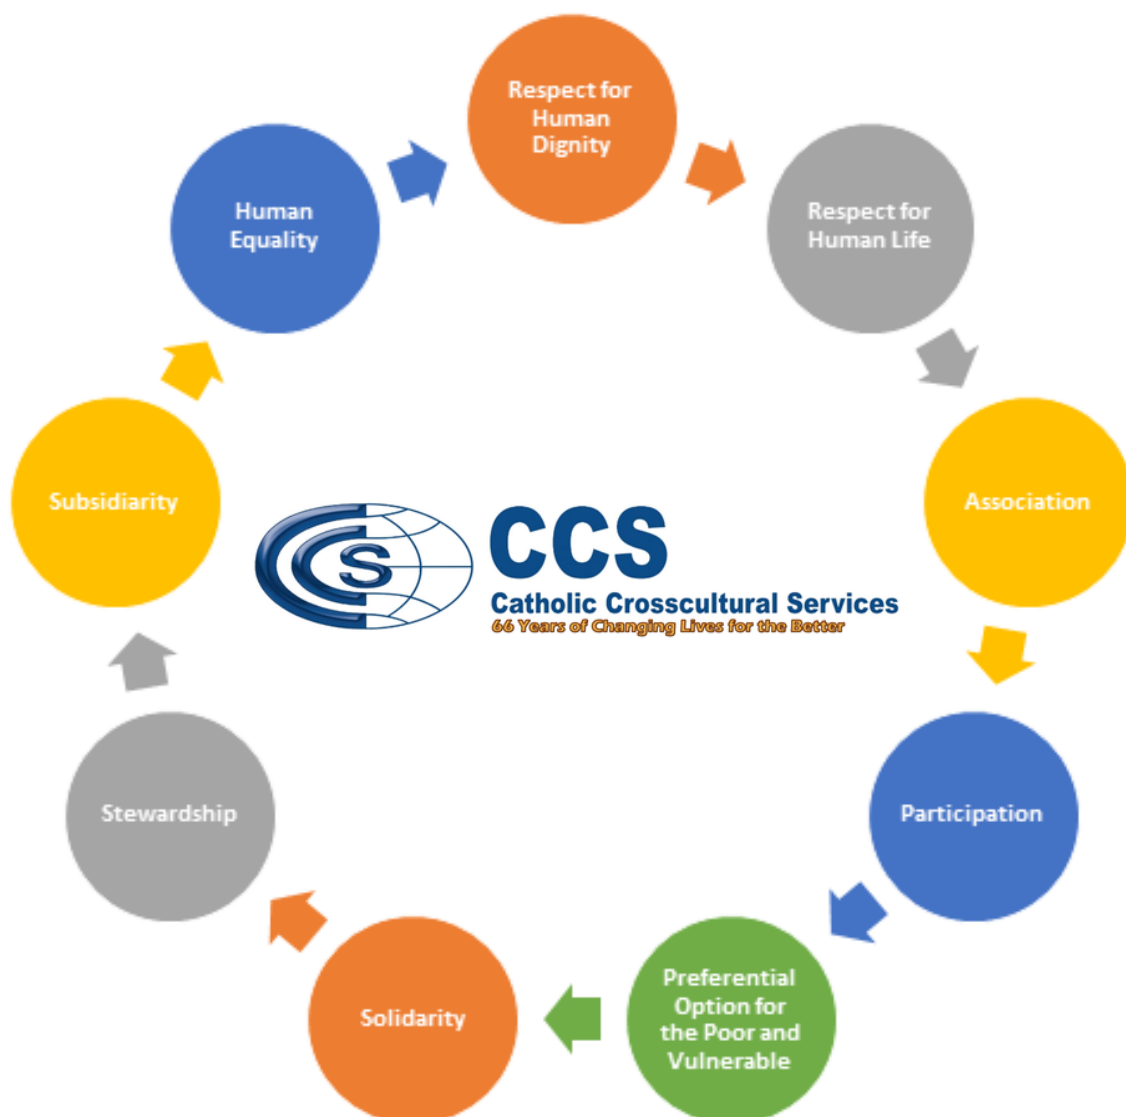 Respect for
Human
Dignity
Respect for
Human Life
Association
Participation
Preferential
Option for
the Poor and
Vulnerable
Solidarity
Stewardship
Subsidiarity
Human
Equality
CCCS
CCS
Catholic Crosscultural Services
66 Years of Changing Lives for the Better